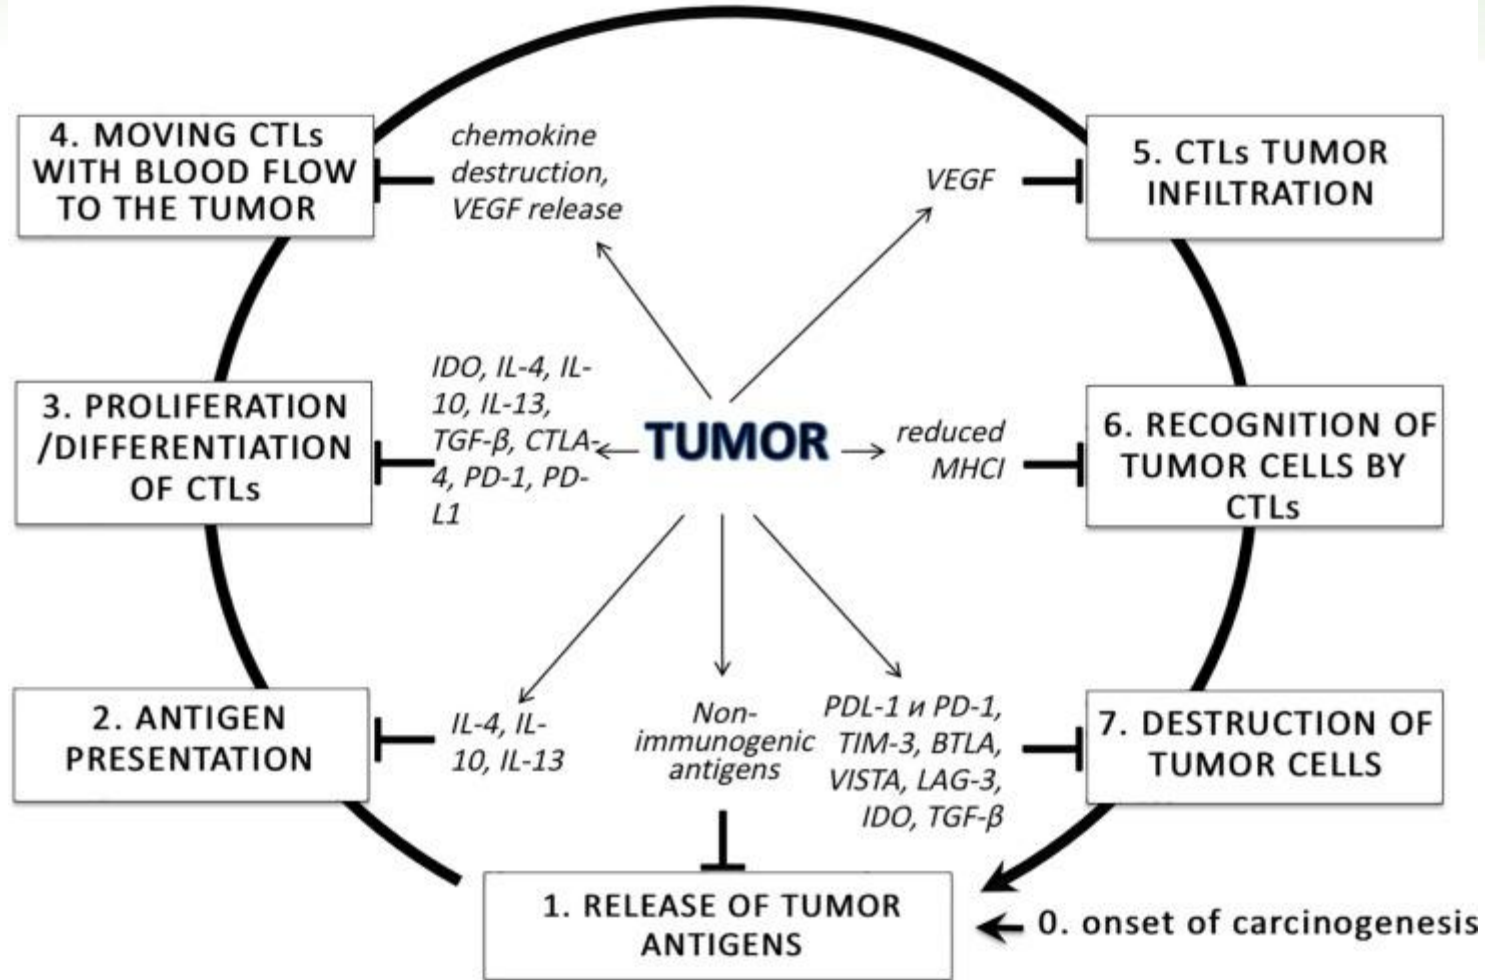 4. MOVING CTLs
WITH BLOOD FLOW
TO THE TUMOR
chemokine
destruction,
VEGF release
VEGF
5. CTLs TUMOR
INFILTRATION
3. PROLIFERATION
/DIFFERENTIATION
OF CTLs
IDO, IL-4, IL-
10, IL-13,
TGF-β, CTLA-
4, PD-1, PD-
L1
TUMOR
reduced
MHCI
6. RECOGNITION OF
TUMOR CELLS BY
CTLs
2. ANTIGEN
PRESENTATION
IL-4, IL-
10, IL-13
Non-
immunogenic
antigens
PDL-1 и PD-1,
TIM-3, BTLA,
VISTA, LAG-3,
IDO, TGF-β
7. DESTRUCTION OF
TUMOR CELLS
1. RELEASE OF TUMOR
ANTIGENS
0. onset of carcinogenesis